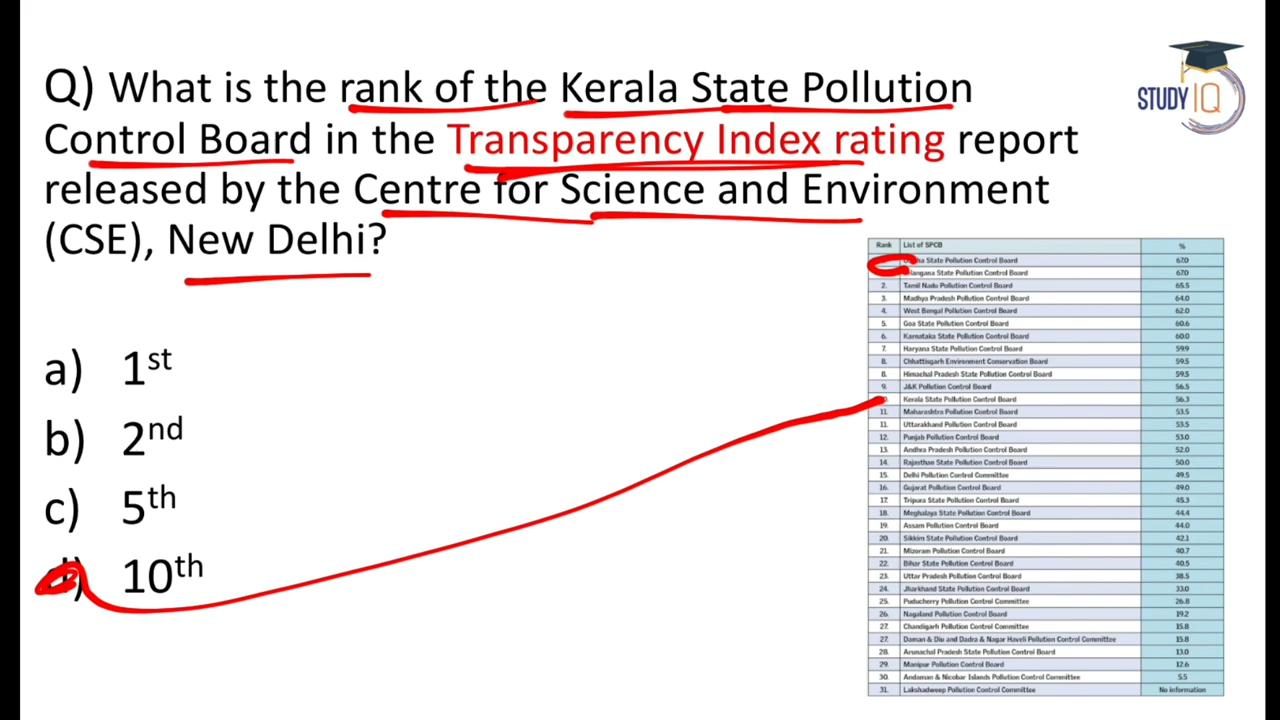 Q) What is the rank of the Kerala State Pollution
Control Board in the Transparency Index rating report
released by the Centre for Science and Environment
(CSE), New Delhi?
STUDY IQ
a) 1st
b) 2nd
c) 5th
d) 10th
Rank List of SPCB %
State Pollution Control Board 67.0
State Pollution Control Board 67.0
2. Tamil Nadu Pollution Control Board 65.5
3. Madhya Pradesh Pollution Control Board 64.0
4. West Bengal Pollution Control Board 62.0
5. Goa State Pollution Control Board 60.6
6. Karnataka State Pollution Control Board 60.0
7. Haryana State Pollution Control Board 59.9
8. Chhattisgarh Environment Conservation Board 59.5
8. Himachal Pradesh State Pollution Control Board 59.5
9. J&K Pollution Control Board 56.5
Kerala State Pollution Control Board 56.3
11. Maharashtra Pollution Control Board 53.5
11. Uttarakhand Pollution Control Board 53.5
12. Punjab Pollution Control Board 53.0
13. Andhra Pradesh Pollution Control Board 52.0
14. Rajasthan State Pollution Control Board 50.0
15. Delhi Pollution Control Committee 49.5
16. Gujarat Pollution Control Board 49.0
17. Tripura State Pollution Control Board 45.3
18. Meghalaya State Pollution Control Board 44.4
19. Assam Pollution Control Board 44.0
20. Sikkim State Pollution Control Board 42.1
21. Mizoram Pollution Control Board 40.7
22. Bihar State Pollution Control Board 40.5
23. Uttar Pradesh Pollution Control Board 38.5
24. Jharkhand State Pollution Control Board 33.0
25. Puducherry Pollution Control Committee 26.8
26. Nagaland Pollution Control Board 19.2
27. Chandigarh Pollution Control Committee 15.8
27. Daman & Diu and Dadra & Nagar Haveli Pollution Control Committee 15.8
28. Arunachal Pradesh State Pollution Control Board 13.0
29. Manipur Pollution Control Board 12.6
30. Andaman & Nicobar Islands Pollution Control Committee 5.5
31. Lakshadweep Pollution Control Committee No information